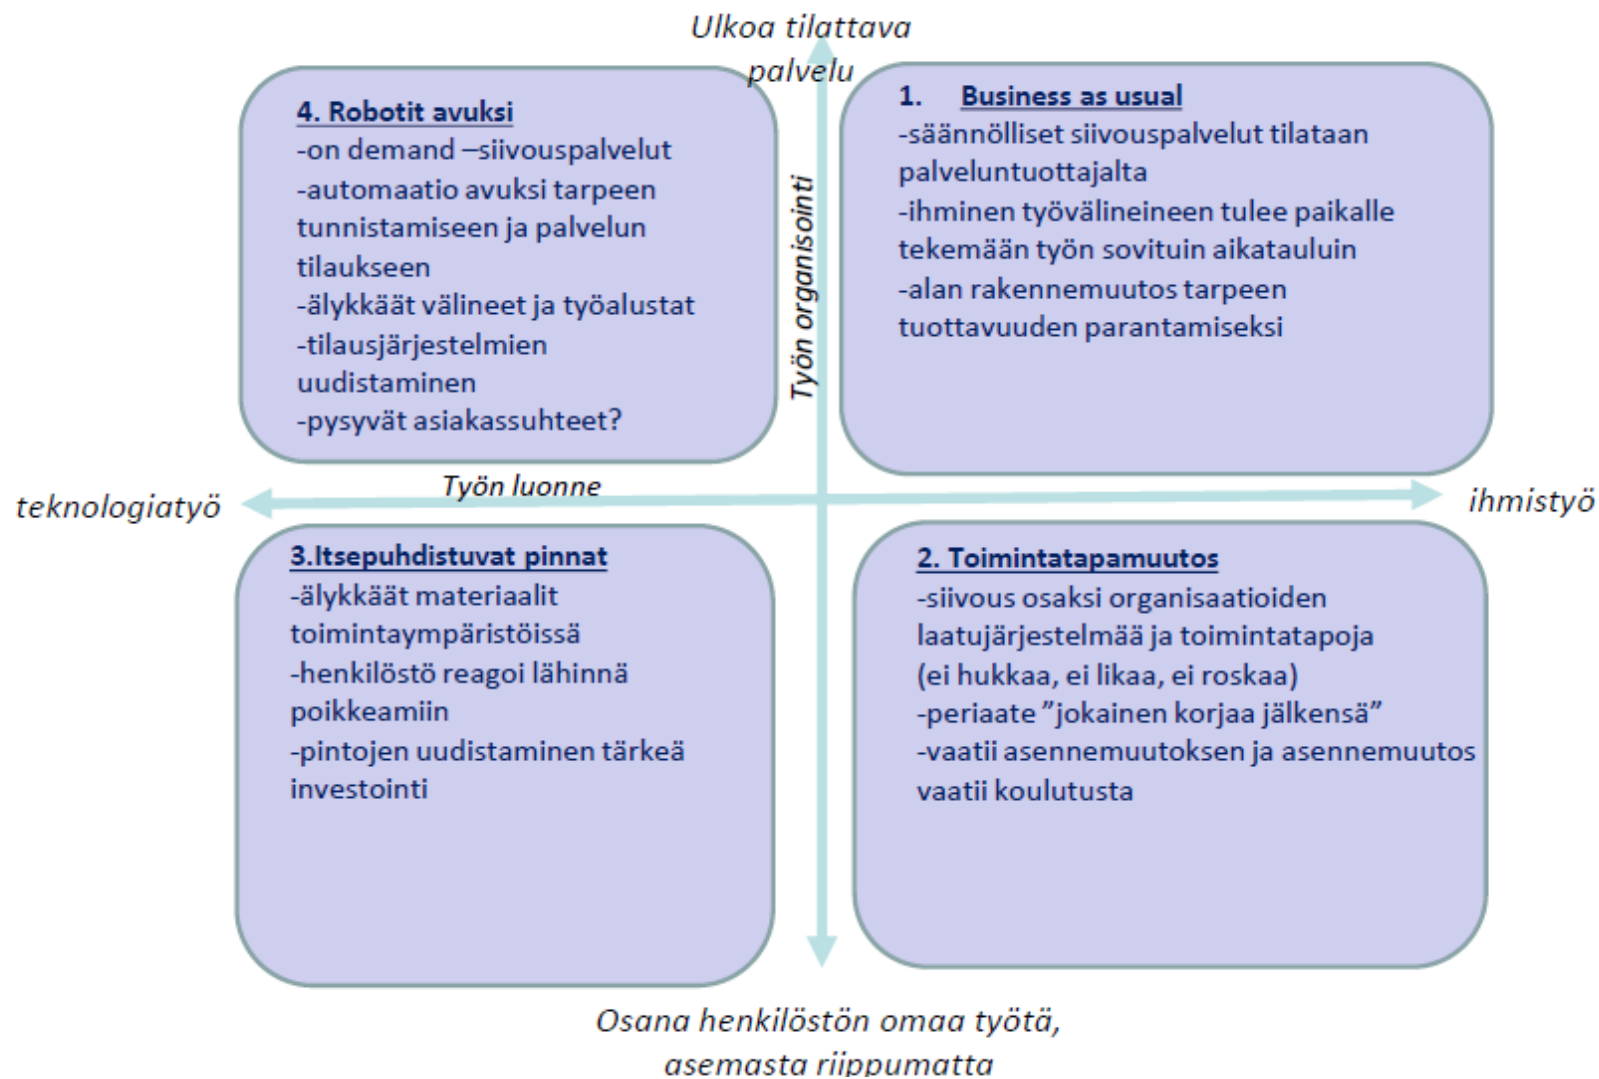 Ulkoa tilattava
palvelu
4. Robotit avuksi
-on demand –siivouspalvelut
-automaatio avuksi tarpeen
tunnistamiseen ja palvelun
tilaukseen
-älykkäät välineet ja työalustat
-tilausjärjestelmien
uudistaminen
-pysyvät asiakassuhteet?
Työn organisointi
1. Business as usual
-säännölliset siivouspalvelut tilataan
palveluntuottajalta
-ihminen työvälineineen tulee paikalle
tekemään työn sovituin aikatauluin
-alan rakennemuutos tarpeen
tuottavuuden parantamiseksi
teknologiatyö
Työn luonne
ihmistyö
3.Itsepuhdistuvat pinnat
-älykkäät materiaalit
toimintaympäristöissä
-henkilöstö reagoi lähinnä
poikkeamiin
-pintojen uudistaminen tärkeä
investointi
2. Toimintatapamuutos
-siivous osaksi organisaatioiden
laatujärjestelmää ja toimintatapoja
(ei hukkaa, ei likaa, ei roskaa)
-periaate ”jokainen korjaa jälkensä”
-vaatii asennemuutoksen ja asennemuutos
vaatii koulutusta
Osana henkilöstön omaa työtä,
asemasta riippumatta